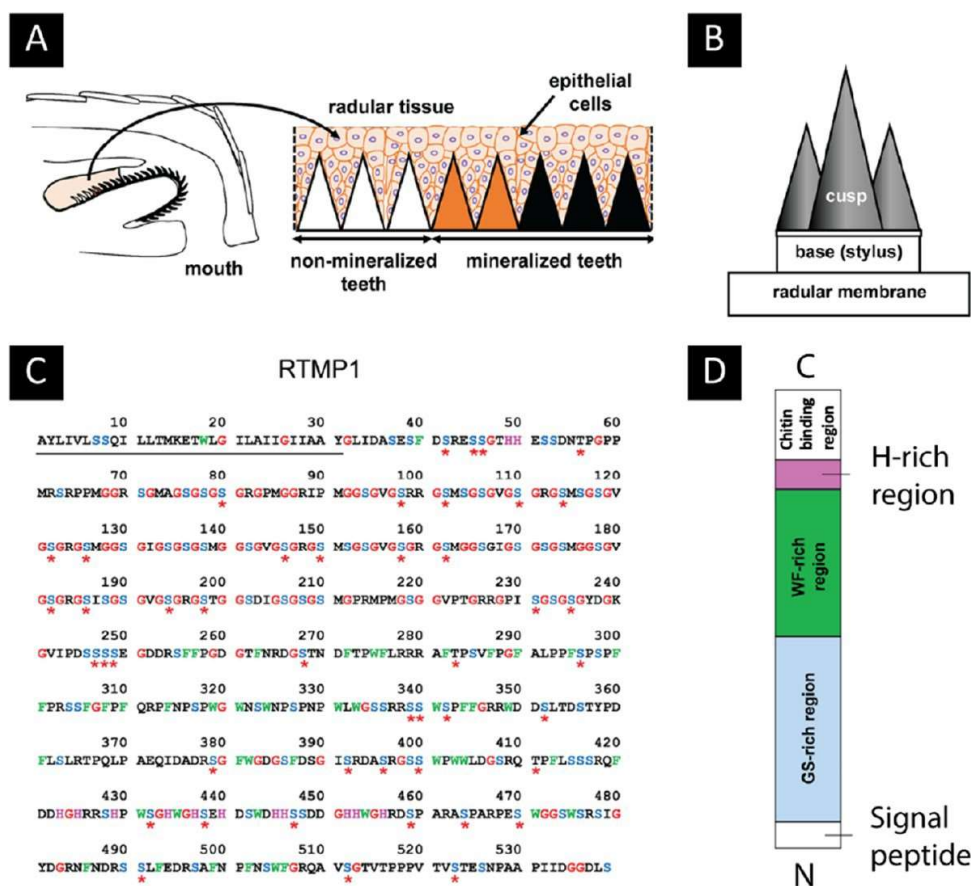 A
B
radular tissue
epithelial
cells
mouth
non-mineralized
teeth
mineralized teeth
cusp
base (stylus)
radular membrane
C
RTMP1
10 20 30 40 50 60
AYLIVLSSQI LLTMKETWLG ILAIIGIIAA YGLIDASESF DSRESSGTHH ESSDNTPGPP
70 80 90 100 110 120
MRSRPPMGGR SGMAGSGSGS GRGPMGGRIP MGGSGVGSRG GSMSGSGVGS GRGSMSGSGV
130 140 150 160 170 180
GSGRGSMGGS GIGSGSGSMG GSGVGSGRGS MSGSGVGSGR GSMGGSGIGS GSGSMGGSGV
190 200 210 220 230 240
GSGRGSISGS GVGSGRGSTG GSDIGSGSGS MGPRMPMGSG GVPTGRRGPI SGSGSGYDGK
250 260 270 280 290 300
GVIPDSSSSE GDDRSFFPGD GTFNRDGSTN DFTPWFLRRR AFTPSVFPGF ALPPFSPSPF
310 320 330 340 350 360
FPRSSFGFPF QRPFNPSPWG WNSWNPSPNP WLWGSSRRSS WSPFFGRRWD DSLTDSTYPD
370 380 390 400 410 420
FLSLRTPQLP AEQIDADRSG FWGDGSFDSG ISRDASRGSS WPWWLDGSRQ TPFLSSSRQF
430 440 450 460 470 480
DDHGHRRSHP WSGHWGHSEH DSWDHHSSDD GHHWGHRDSP ARASPARPES WGGSWSRSIG
490 500 510 520 530
YDGRNFNDRS SLFEDRSAFN PFNSWFGRQA VSGTVTPPPV TVSTESNPAA PIIDGGDLS
D
C
Chitin
binding
region
H-rich
region
WF-rich
region
GS-rich region
Signal
peptide
N